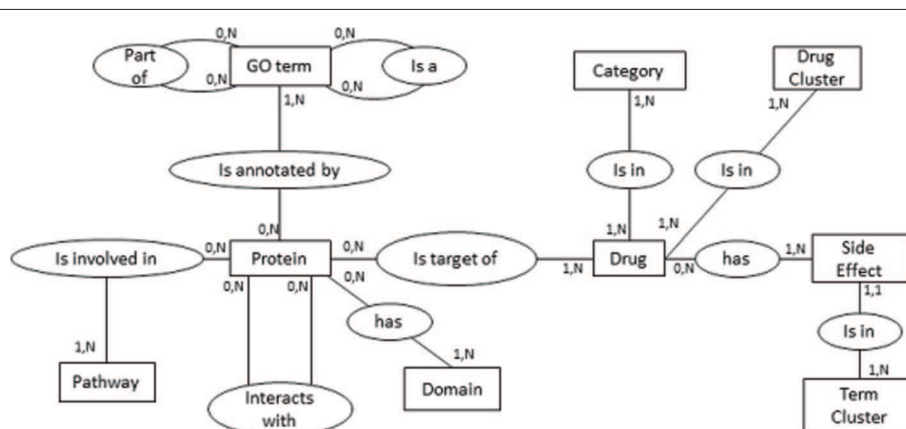 0,N
0,N
Part
of
GO term
Is a
0,N
0,N
1,N
Category
1,N
Drug
Cluster
1,N
Is annotated by
Is in
Is in
0,N
1,N
1,N
Is involved in
0,N
Protein
0,N
Is target of
1,N
Drug
0,N
has
1,N
Side
Effect
0,N
0,N
0,N
1,1
has
Is in
1,N
1,N
1,N
Pathway
Domain
Interacts
with
Term
Cluster